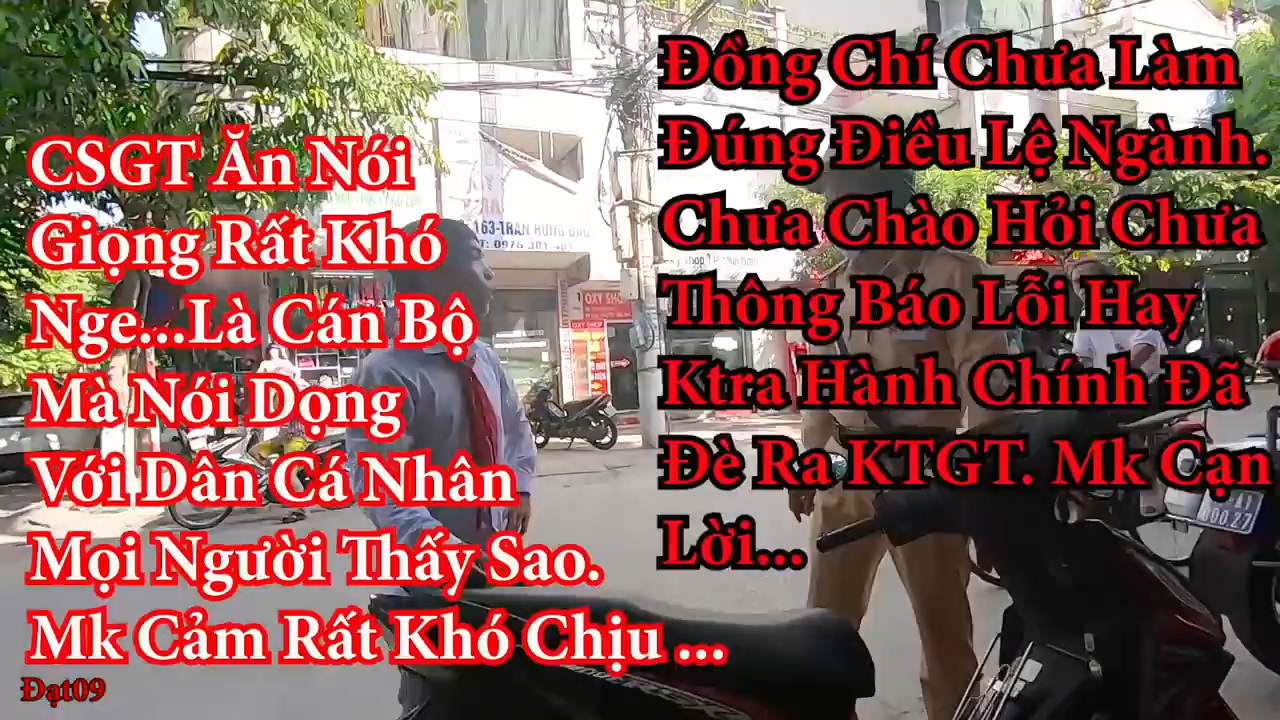 CSGT Ăn Nói
Giọng Rất Khó
Nge...Là Cán Bộ
Mà Nói Dọng
Với Dân Cá Nhân
Mọi Người Thấy Sao.
Mk Cảm Rất Khó Chịu ...
Đạt09
Đồng Chí Chưa Làm
Đúng Điều Lệ Ngành.
Chưa Chào Hỏi Chưa
Thông Báo Lỗi Hay
Ktra Hành Chính Đã
Đè Ra KTGT. Mk Cạn
Lời...
163-TRẦN HƯNG ĐẠO
OXY SHOP
OXY SHOP